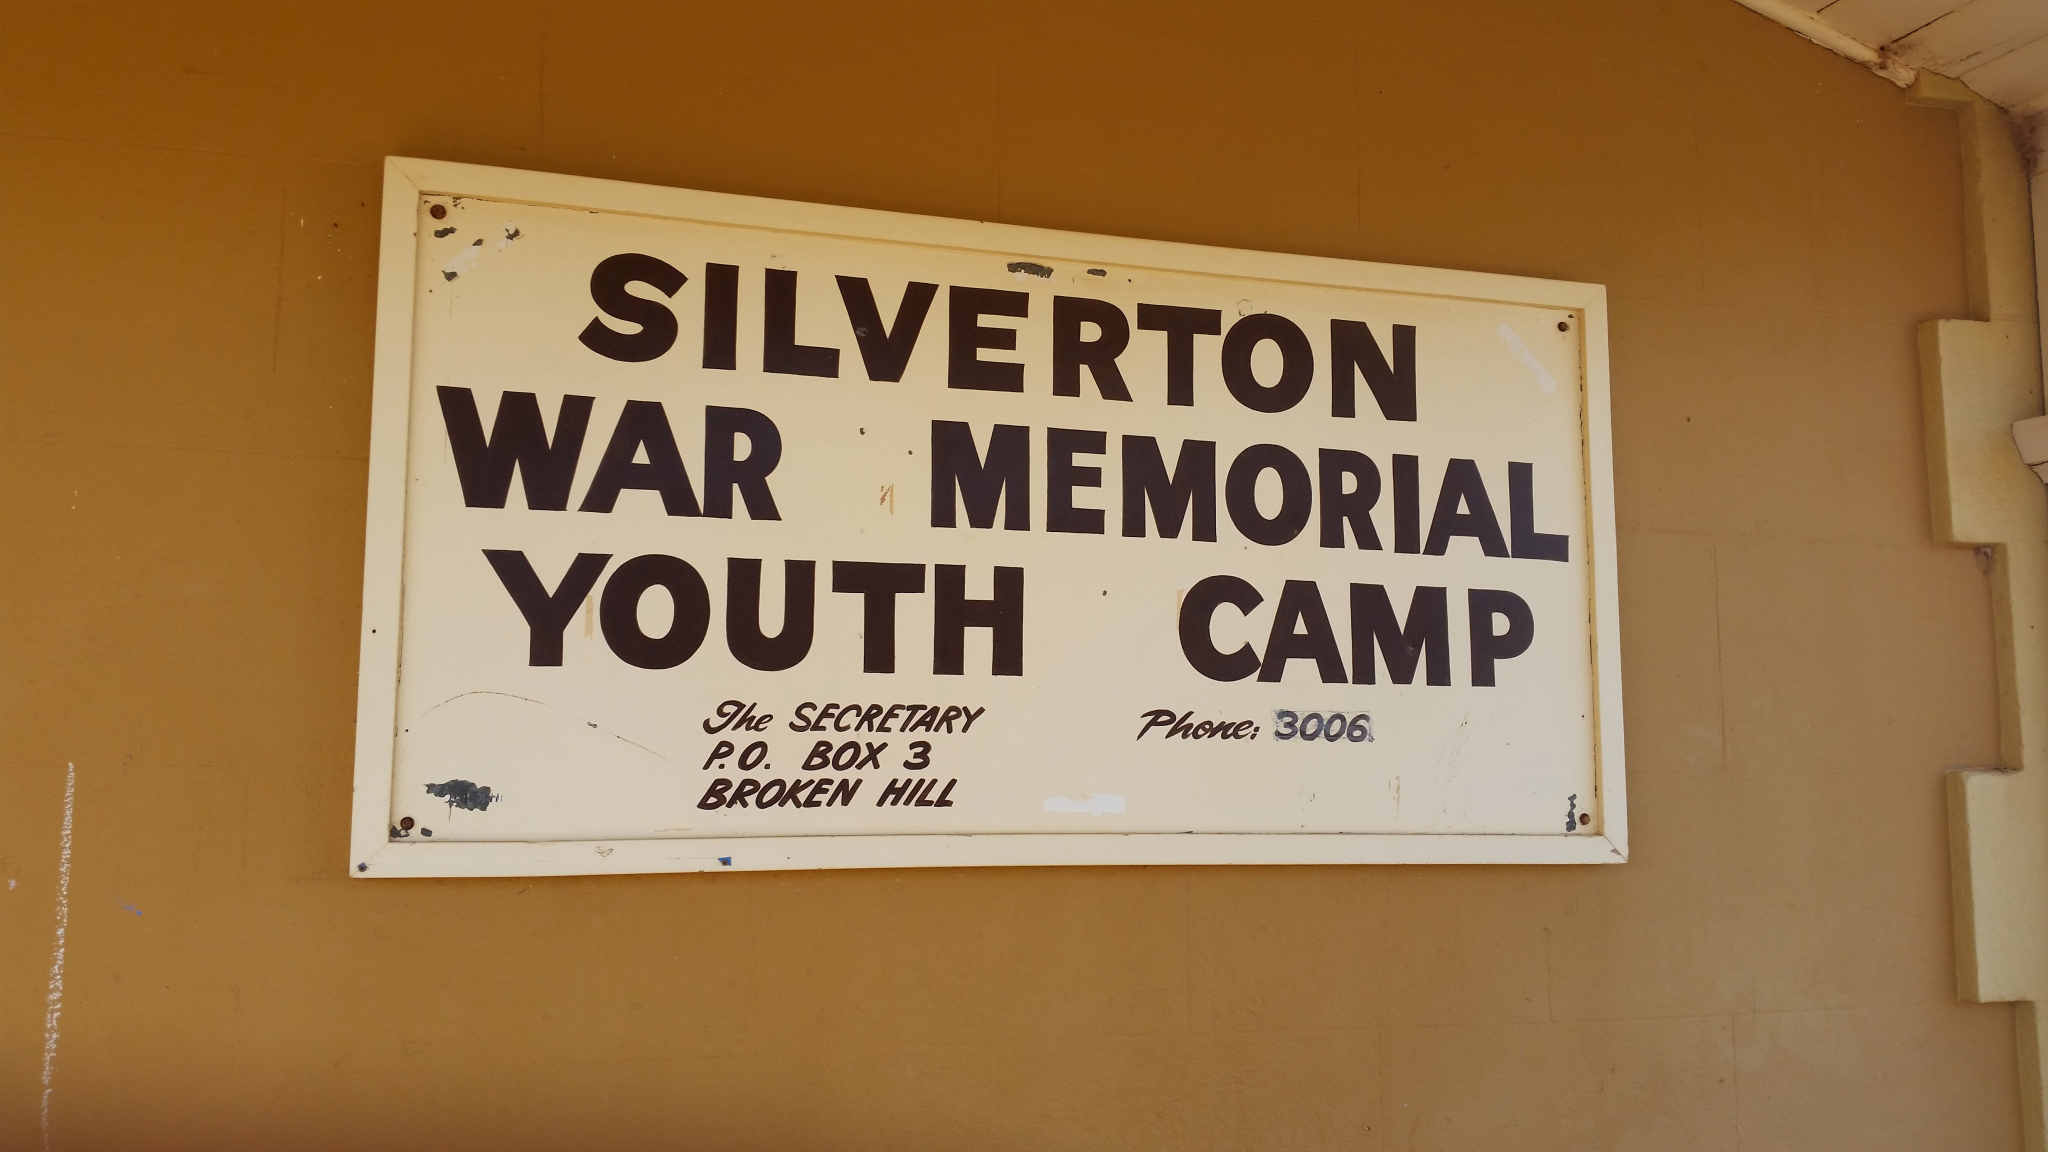 SILVERTON
WAR MEMORIAL
YOUTH CAMP
The SECRETARY
P.O. BOX 3
BROKEN HILL
Phone: 3006